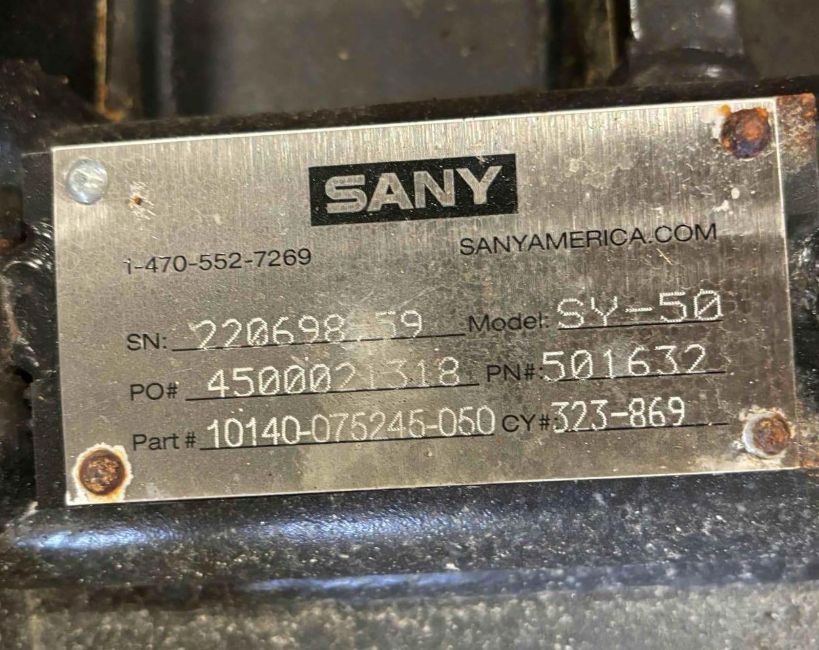 SANY
1-470-552-7269 SANYAMERICA.COM
SN: 220698.59 Model: SY-50
PO# 4500021318 PN#: 501632
Part # 10140-075245-050 CY#: 323-869